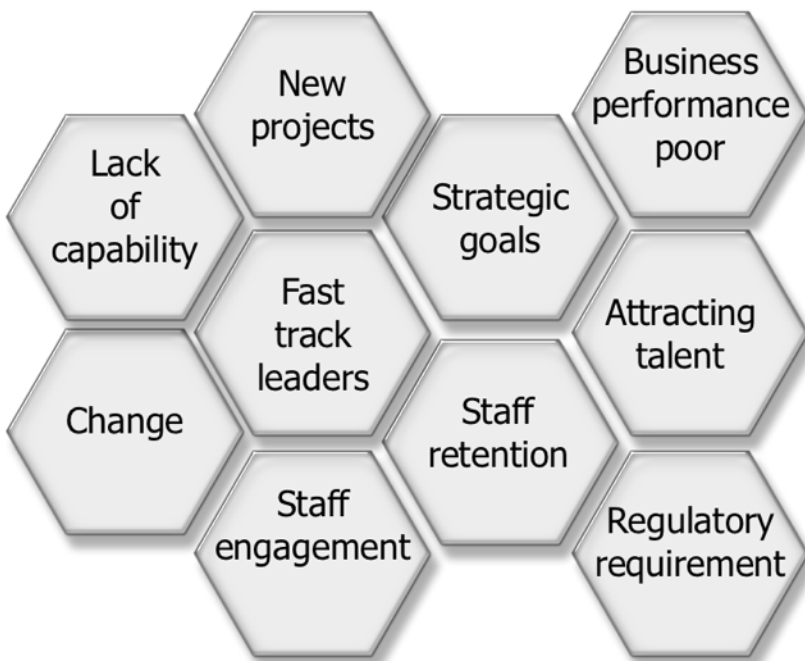 New
projects
Business
performance
poor
Lack
of
capability
Strategic
goals
Fast
track
leaders
Attracting
talent
Change
Staff
retention
Staff
engagement
Regulatory
requirement